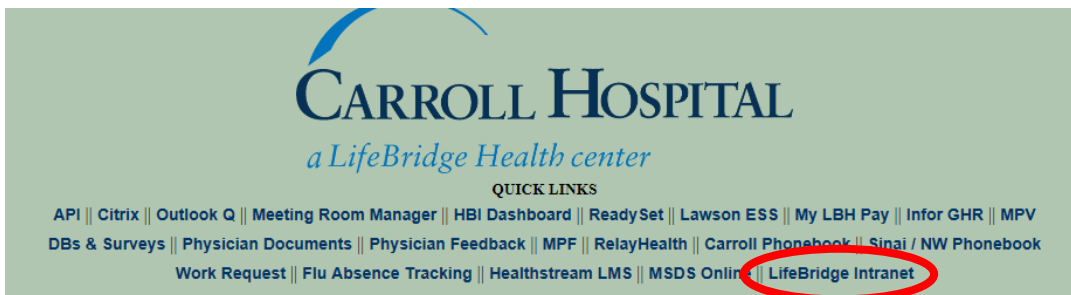 CARROLL HOSPITAL
a LifeBridge Health center
QUICK LINKS
API || Citrix || Outlook Q || Meeting Room Manager || HBI Dashboard || ReadySet || Lawson ESS || My LBH Pay || Infor GHR || MPV
DBs & Surveys || Physician Documents || Physician Feedback || MPF || RelayHealth || Carroll Phonebook || Sinai / NW Phonebook
Work Request || Flu Absence Tracking || Healthstream LMS || MSDS Online || LifeBridge Intranet